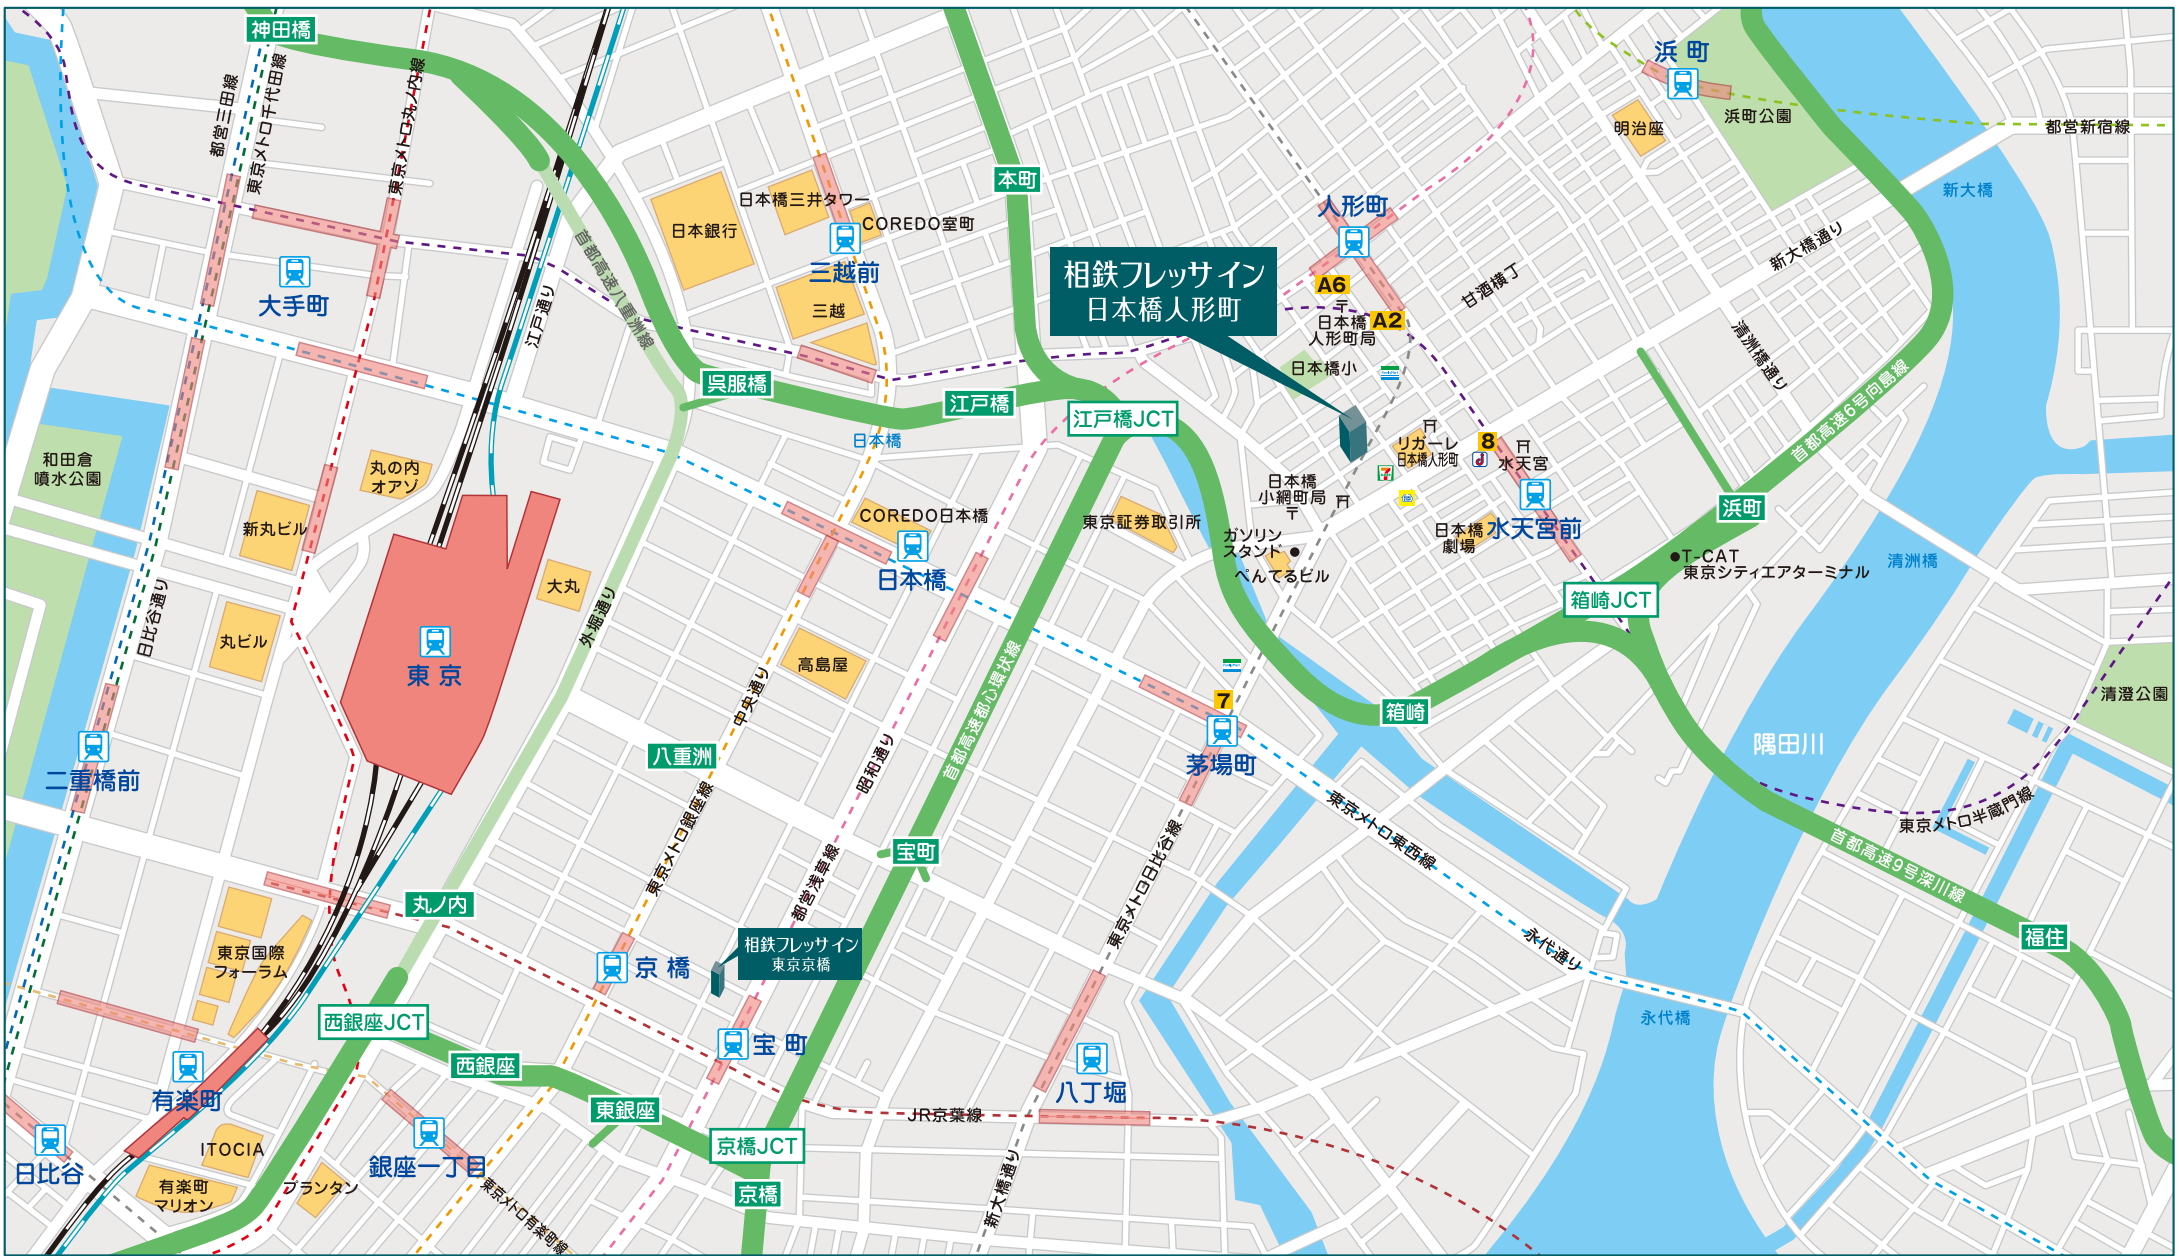 神田橋
浜町
都営三田線
東京メトロ千代田線
東京メトロ丸ノ内線
明治座
浜町公園
都営新宿線
本町
新大橋
日本橋三井タワー
COREDO室町
日本銀行
人形町
新大橋通り
首都高速八重洲線
三越前
大手町
江戸通り
三越
相鉄フレッサイン
日本橋人形町
A6
A2
甘酒横丁
日本橋
人形町局
日本橋小
清洲橋通り
首都高速6号向島線
呉服橋
江戸橋
江戸橋JCT
日本橋
リガーレ
日本橋人形町
8
水天宮
和田倉
噴水公園
丸の内
オアゾ
新丸ビル
COREDO日本橋
東京証券取引所
日本橋
小網町局
ガソリン
スタンド
ぺんてるビル
日本橋
劇場
水天宮前
浜町
T-CAT
東京シティエアターミナル
清洲橋
日本橋
大丸
箱崎JCT
日比谷通り
外堀通り
丸ビル
東京
高島屋
首都高速都心環状線
中央通り
7
箱崎
清澄公園
隅田川
八重洲
昭和通り
茅場町
二重橋前
東京メトロ銀座線
東京メトロ東西線
東京メトロ日比谷線
東京メトロ半蔵門線
首都高速9号深川線
宝町
都営浅草線
丸ノ内
福住
東京国際
フォーラム
京橋
相鉄フレッサイン
東京京橋
永代通り
永代橋
西銀座JCT
西銀座
宝町
八丁堀
有楽町
東銀座
JR京葉線
京橋JCT
ITOCIA
日比谷
銀座一丁目
有楽町
マリオン
プランタン
東京メトロ有楽町線
京橋
新大橋通り